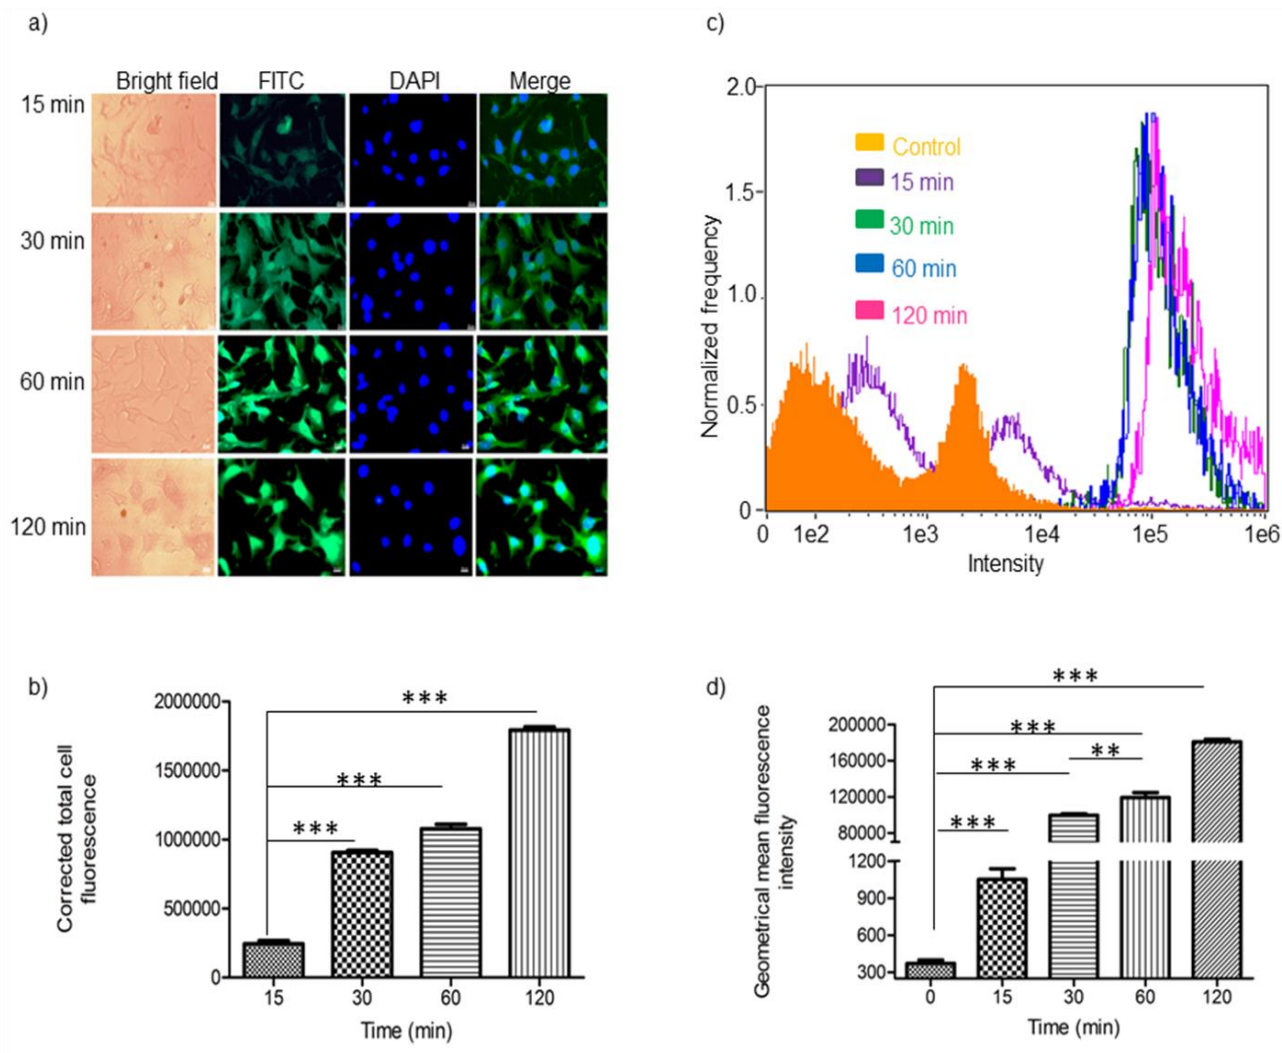 a)
Bright field FITC DAPI Merge
15 min
30 min
60 min
120 min
c)
Normalized frequency
2.0
1.5
1.0
0.5
0
Control
15 min
30 min
60 min
120 min
0 1e2 1e3 1e4 1e5 1e6
Intensity
b)
Corrected total cell
fluorescence
2000000
1500000
1000000
500000
0
***
***
***
15 30 60 120
Time (min)
d)
Geometrical mean fluorescence
intensity
200000
160000
120000
80000
1200
900
600
300
***
***
**
***
***
0 15 30 60 120
Time (min)